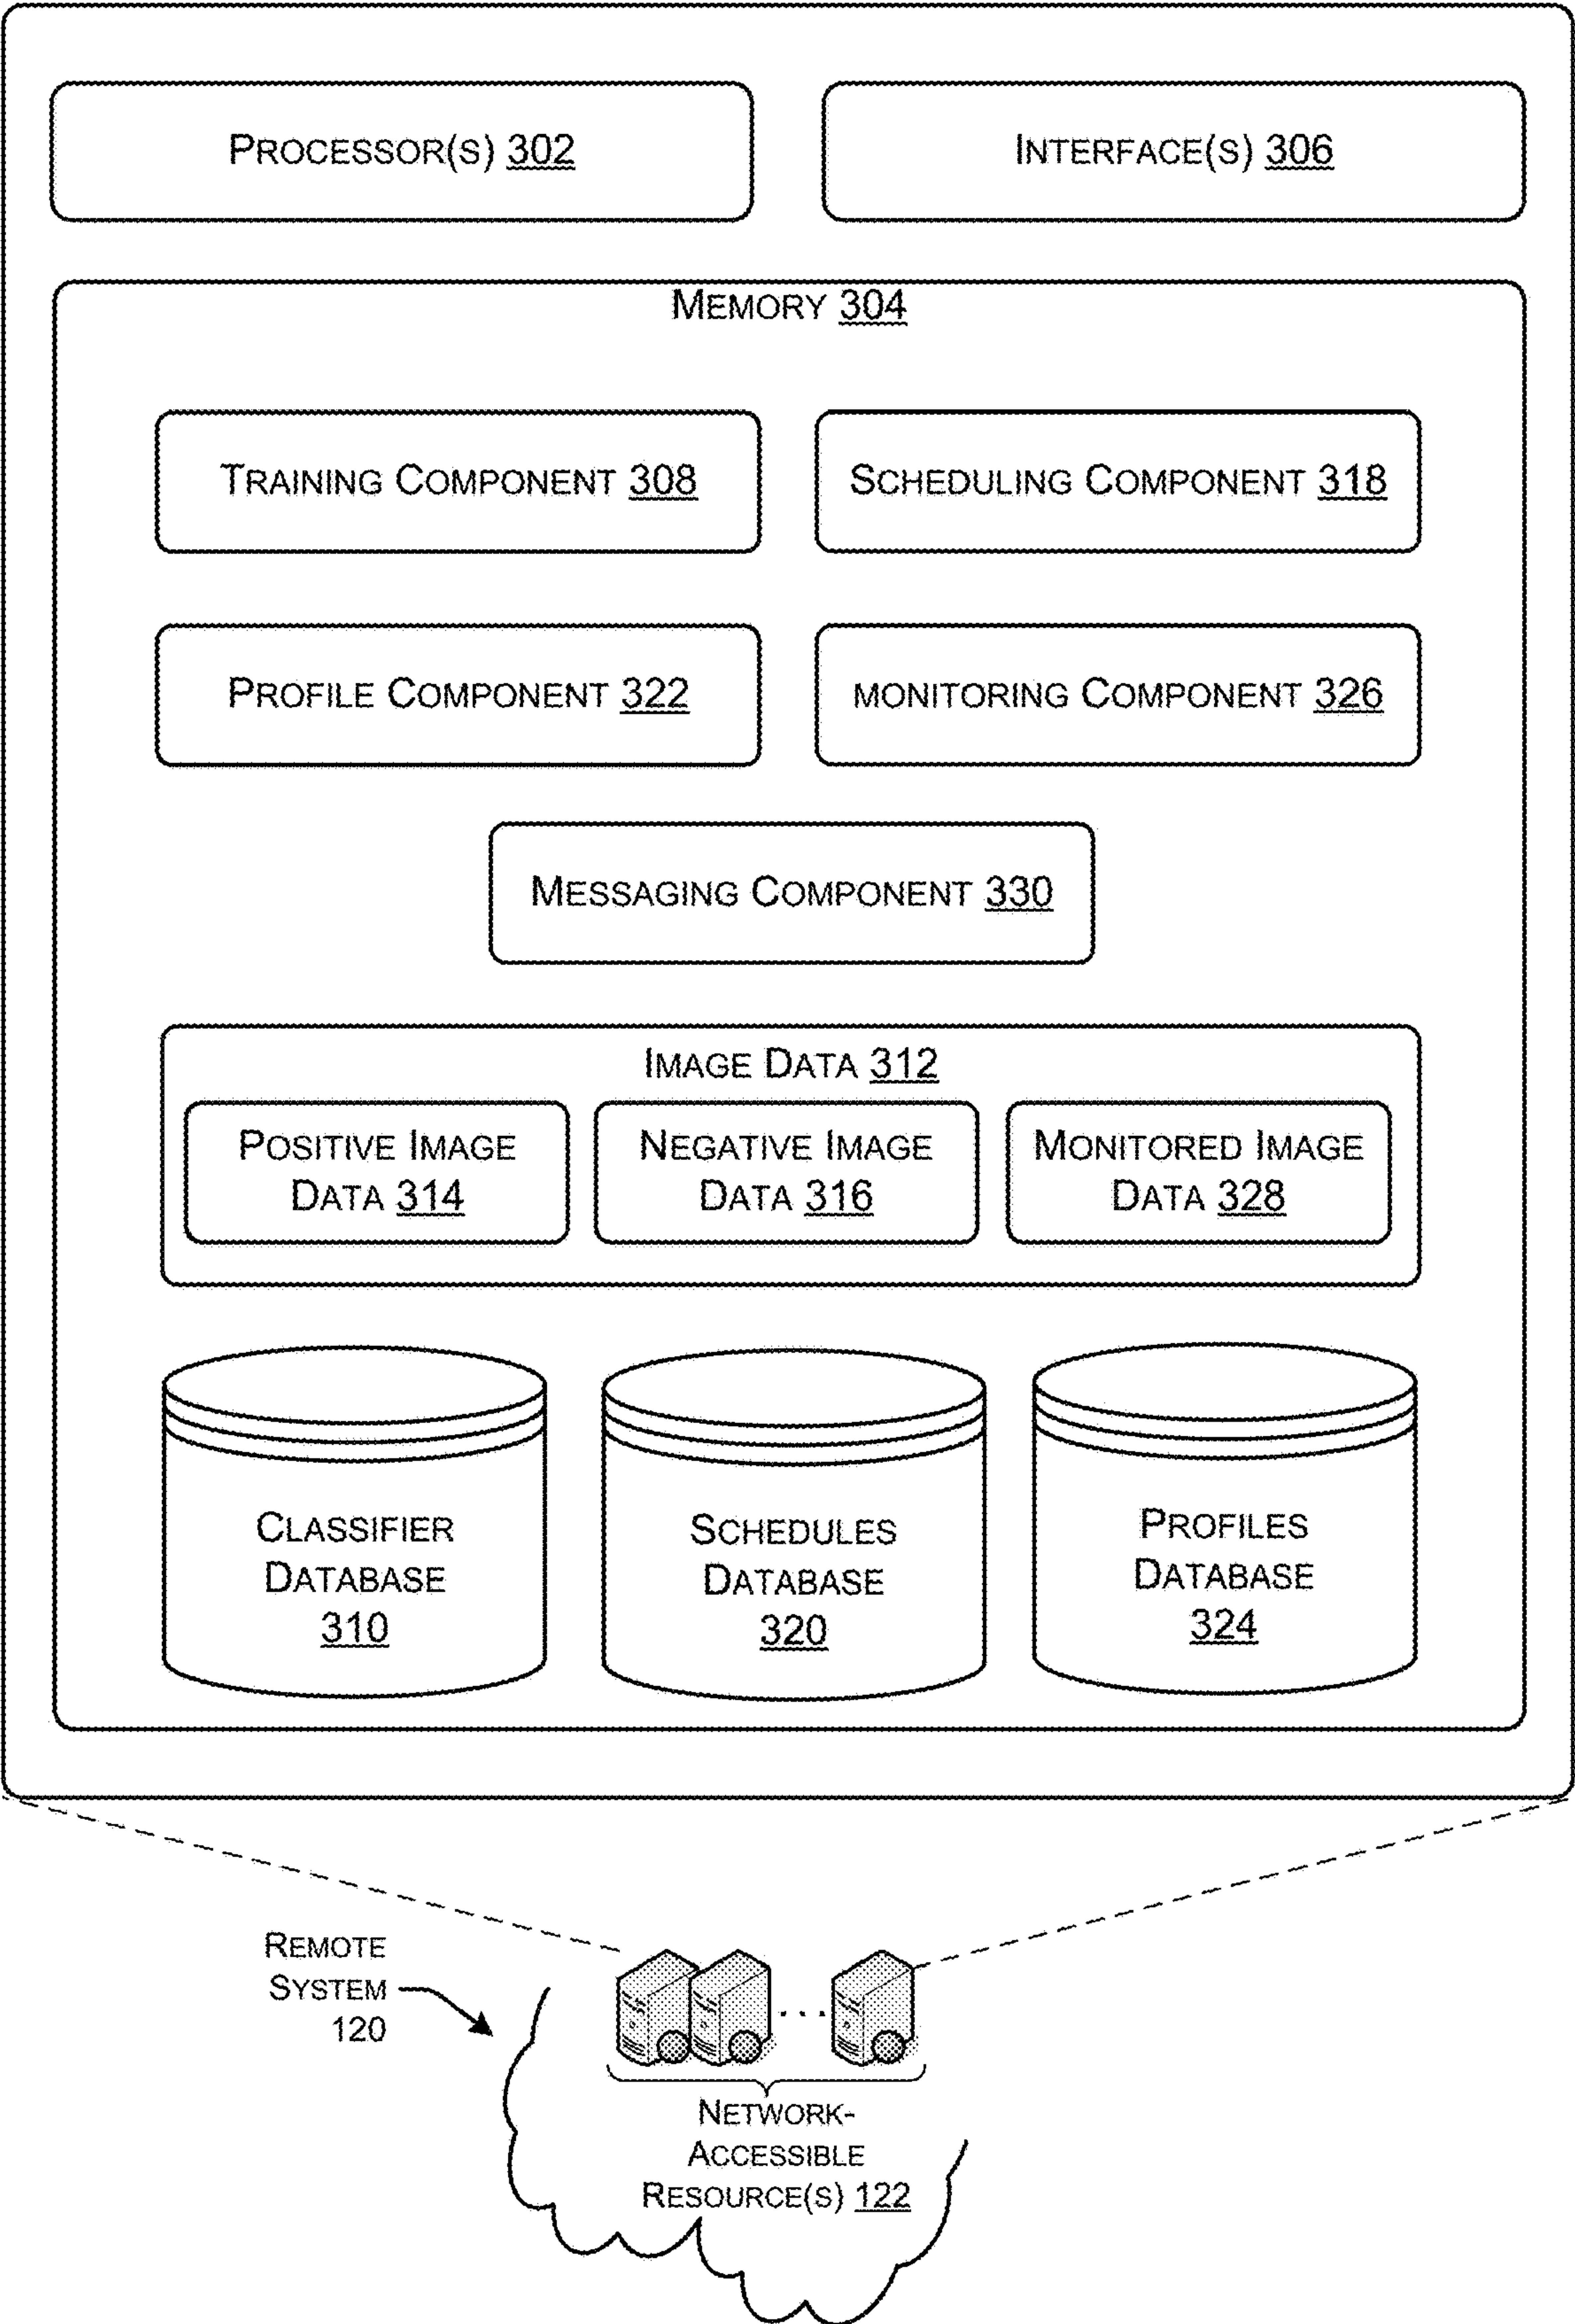 PROCESSOR(S) 302
INTERFACE(S) 306
MEMORY 304
TRAINING COMPONENT 308
SCHEDULING COMPONENT 318
PROFILE COMPONENT 322
MONITORING COMPONENT 326
MESSAGING COMPONENT 330
IMAGE DATA 312
POSITIVE IMAGE
DATA 314
NEGATIVE IMAGE
DATA 316
MONITORED IMAGE
DATA 328
CLASSIFIER
DATABASE
310
SCHEDULES
DATABASE
320
PROFILES
DATABASE
324
REMOTE
SYSTEM
120
...
NETWORK-
ACCESSIBLE
RESOURCE(S) 122